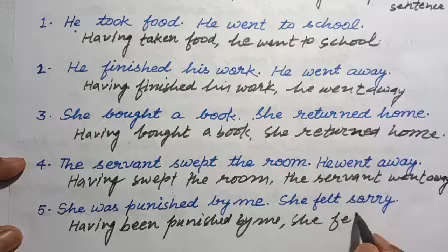 sentence
1. He took food. He went to school.
Having taken food, he went to school
2- He finished his work. He went away.
Having finished his work, he went away
3. She bought a book. She returned home.
Having bought a book, She returned home.
4. The servant swept the room. He went away.
Having swept the room, the servant went away
5- She was punished by me. She felt sorry.
Having been punished by me, she fe